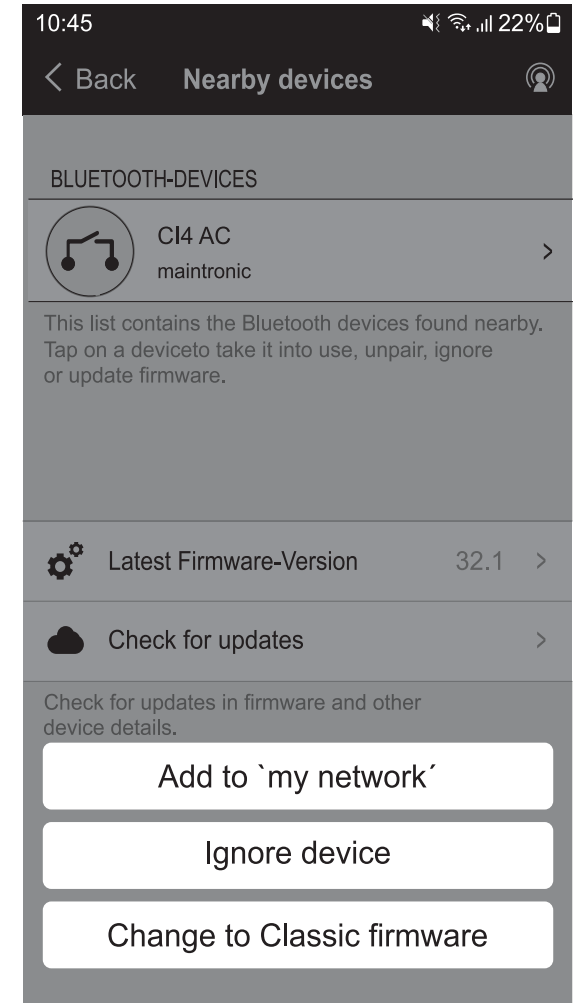 10:45 22%
Back Nearby devices
BLUETOOTH-DEVICES
CI4 AC
maintronic
This list contains the Bluetooth devices found nearby.
Tap on a deviceto take it into use, unpair, ignore
or update firmware.
Latest Firmware-Version 32.1
Check for updates
Check for updates in firmware and other
device details.
Add to `my network´
Ignore device
Change to Classic firmware